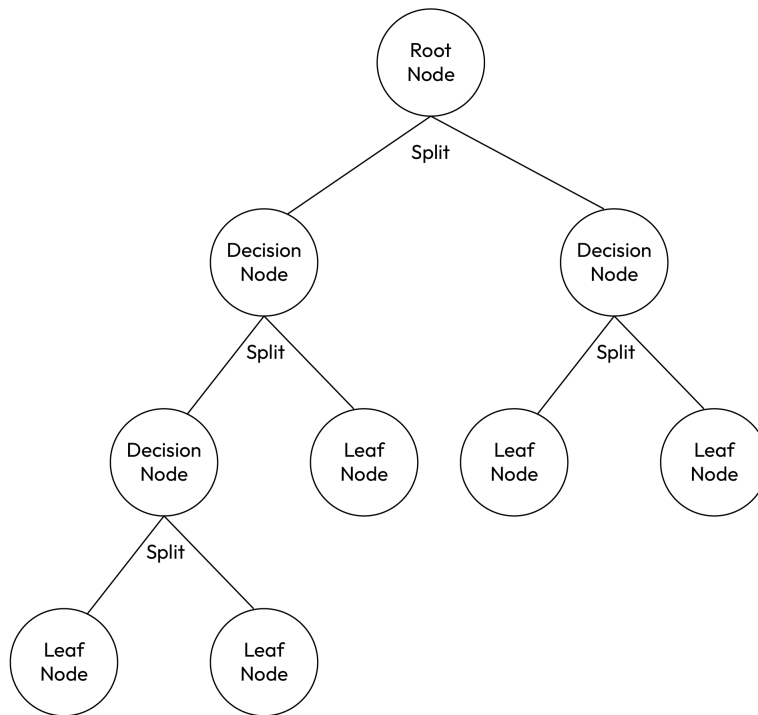 Root
Node
Split
Decision
Node
Decision
Node
Split
Split
Decision
Node
Leaf
Node
Leaf
Node
Leaf
Node
Split
Leaf
Node
Leaf
Node